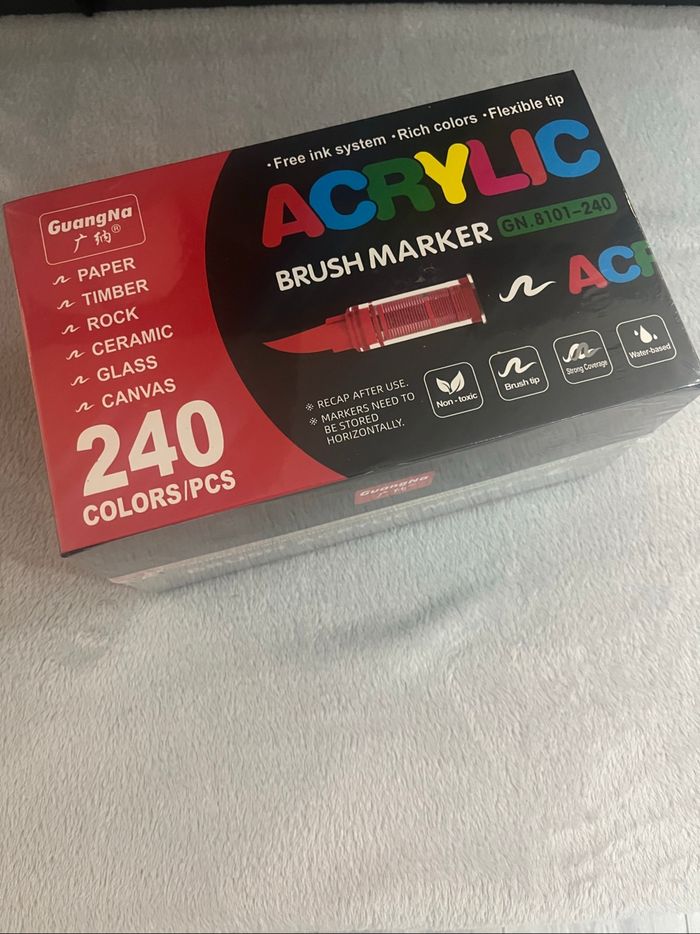 ·Free ink system ·Rich colors ·Flexible tip
ACRYLIC
BRUSH MARKER GN.8101-240
ACR
GuangNa
广纳®
PAPER
TIMBER
ROCK
CERAMIC
GLASS
CANVAS
240
COLORS/PCS
※ RECAP AFTER USE.
※ MARKERS NEED TO
BE STORED
HORIZONTALLY.
Non-toxic
Brush tip
Strong Coverage
Water-based
GuangNa
广纳